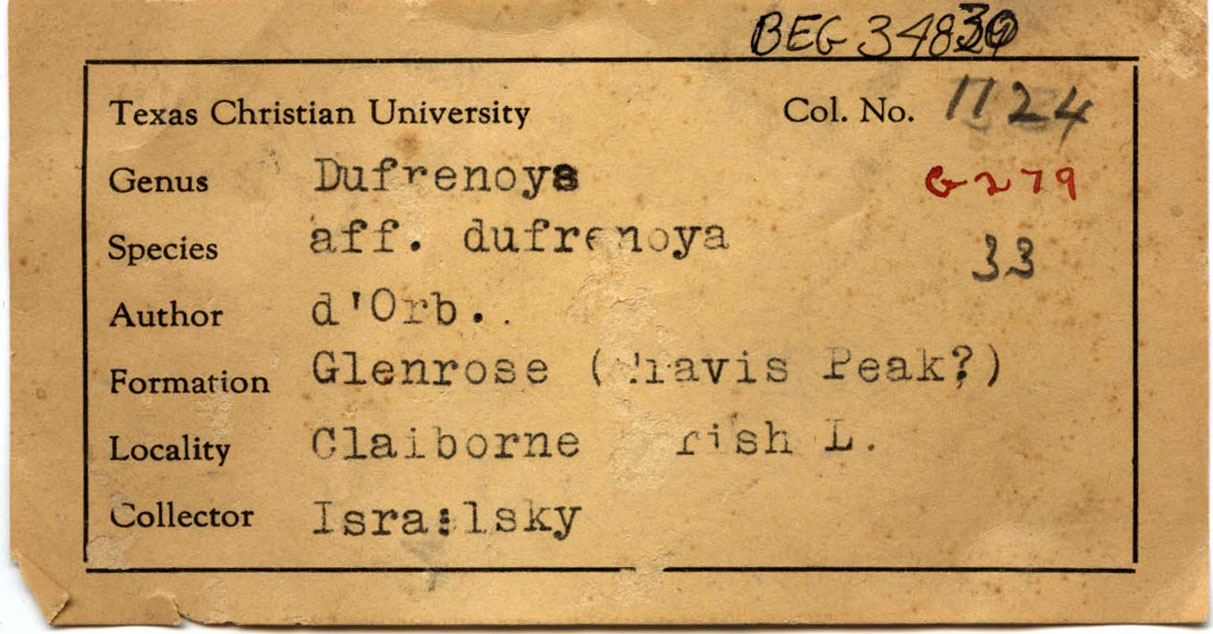 BEG 34830
Texas Christian University Col. No. 1124
Genus Dufrenoya G279
Species aff. dufrenoya 33
Author d'Orb..
Formation Glenrose (Travis Peak?)
Locality Claiborne L.
Collector Israelsky